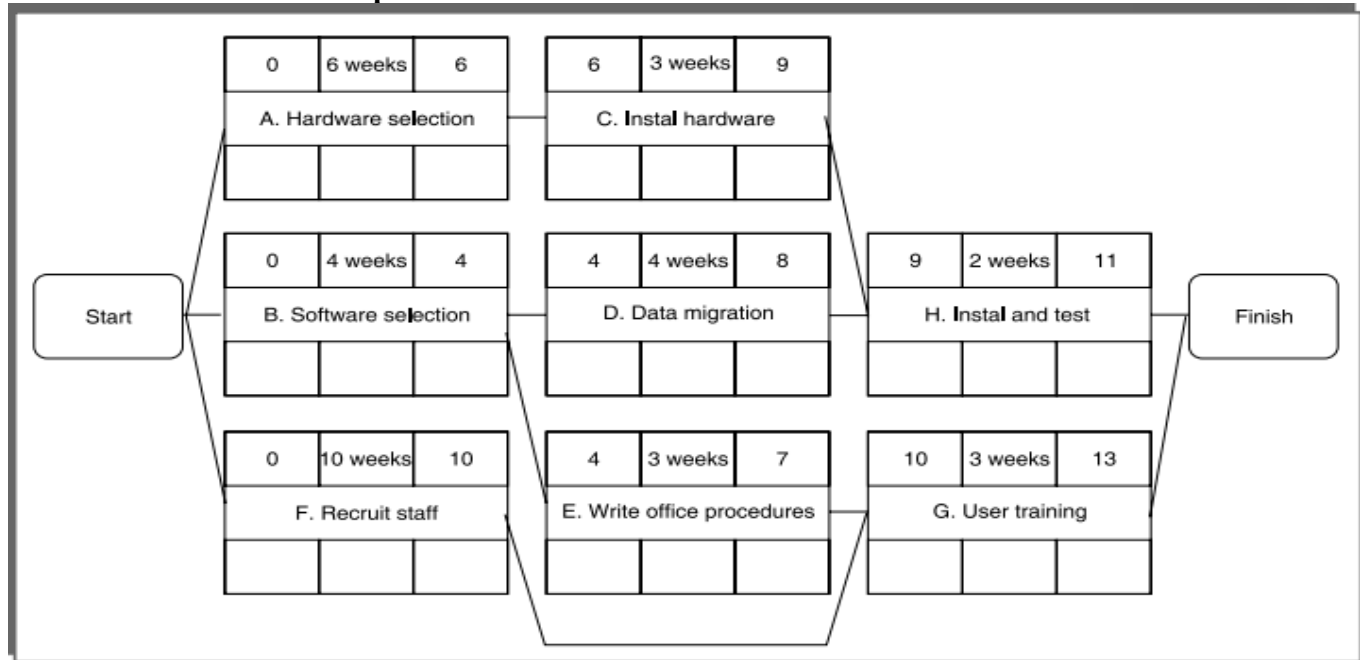 0 6 weeks 6
A. Hardware selection
6 3 weeks 9
C. Instal hardware
Start
0 4 weeks 4
B. Software selection
4 4 weeks 8
D. Data migration
9 2 weeks 11
H. Instal and test
Finish
0 10 weeks 10
F. Recruit staff
4 3 weeks 7
E. Write office procedures
10 3 weeks 13
G. User training